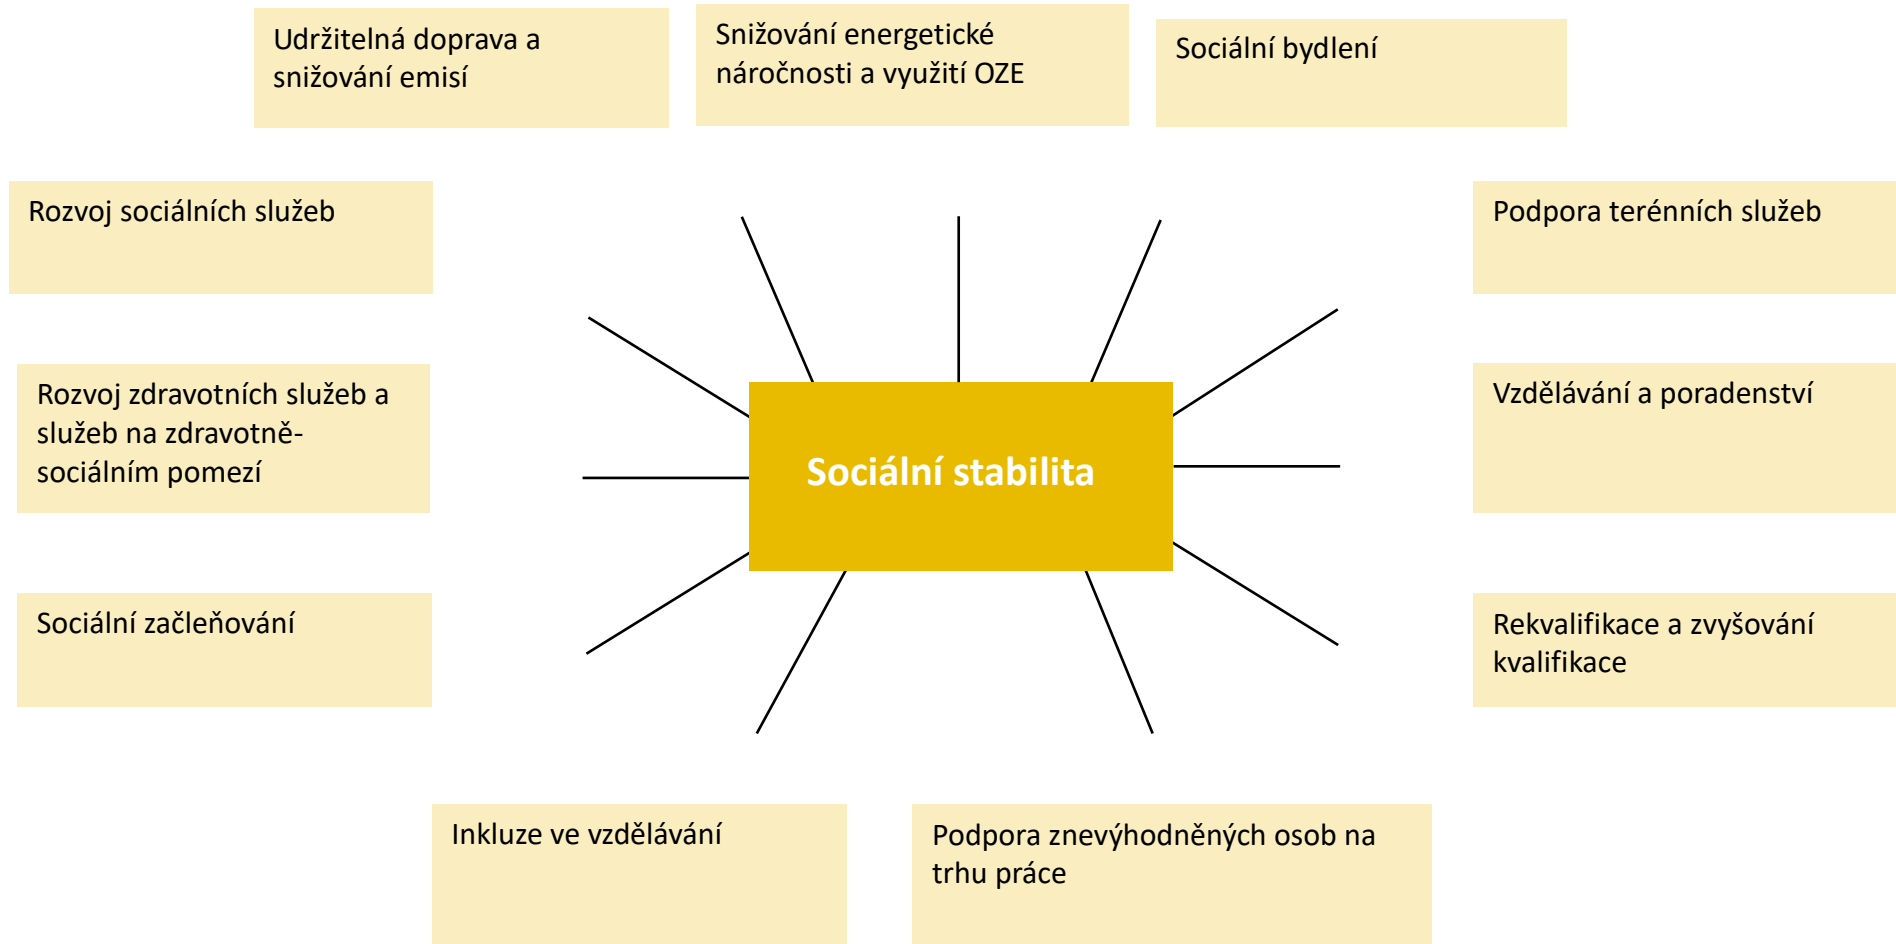 Udržitelná doprava a
snižování emisí
Snižování energetické
náročnosti a využití OZE
Sociální bydlení
Rozvoj sociálních služeb
Podpora terénních služeb
Rozvoj zdravotních služeb a
služeb na zdravotně-
sociálním pomezí
Vzdělávání a poradenství
Sociální stabilita
Sociální začleňování
Rekvalifikace a zvyšování
kvalifikace
Inkluze ve vzdělávání
Podpora znevýhodněných osob na
trhu práce